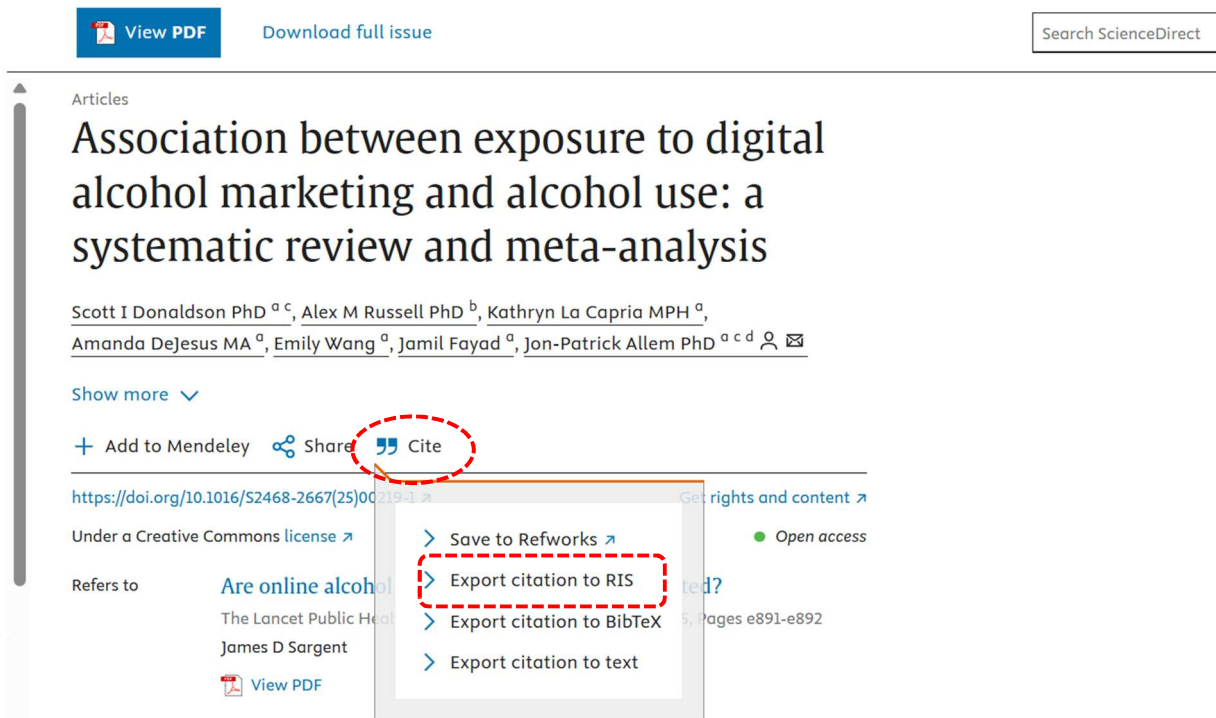 View PDF Download full issue Search ScienceDirect
Articles
Association between exposure to digital
alcohol marketing and alcohol use: a
systematic review and meta-analysis
Scott I Donaldson PhD a c, Alex M Russell PhD b, Kathryn La Capria MPH a,
Amanda DeJesus MA a, Emily Wang a, Jamil Fayad a, Jon-Patrick Allem PhD a c d
Show more
Add to Mendeley Share Cite
https://doi.org/10.1016/S2468-2667(25)00219-1 Get rights and content
Under a Creative Commons license Open access
Save to Refworks
Export citation to RIS
Export citation to BibTeX
Export citation to text
Refers to Are online alcohol ted?
The Lancet Public Heal Pages e891-e892
James D Sargent
View PDF